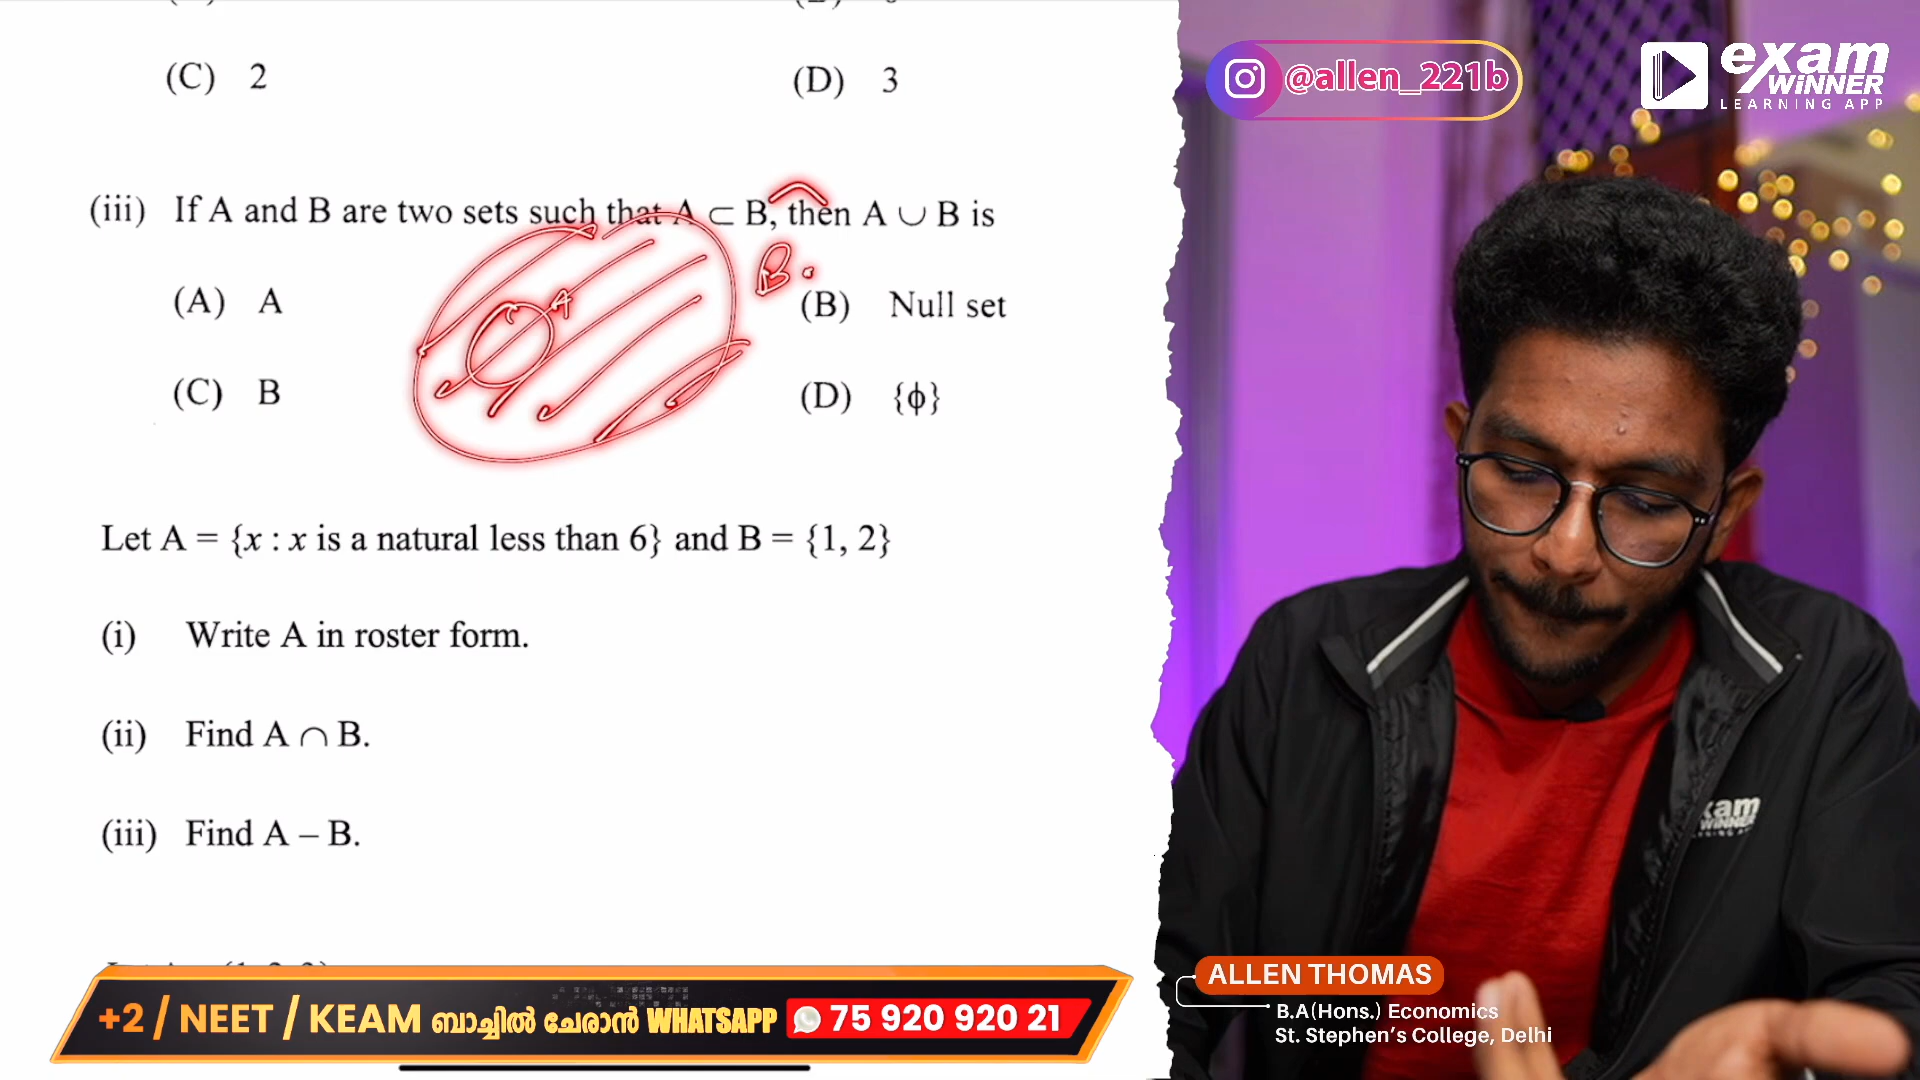 (C) 2
(D) 3
(iii) If A and B are two sets such that A ⊂ B, then A ∪ B is
B
A
(A) A
(B) Null set
(C) B
(D) {ϕ}
Let A = {x : x is a natural less than 6} and B = {1, 2}
(i) Write A in roster form.
(ii) Find A ∩ B.
(iii) Find A – B.
+2 / NEET / KEAM ബാച്ചിൽ ചേരാൻ WHATSAPP 75 920 920 21
@allen_221b
exam
WINNER
LEARNING APP
xam
WINNER
ALLEN THOMAS
B.A(Hons.) Economics
St. Stephen's College, Delhi